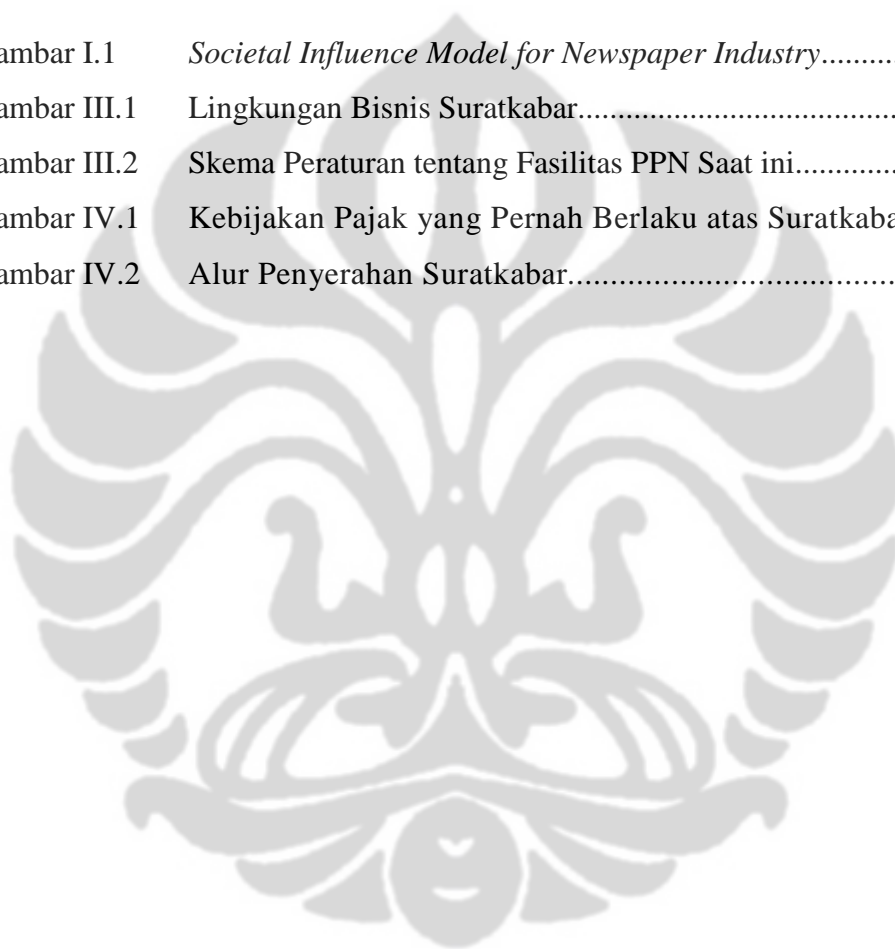 ambar I.1 Societal Influence Model for Newspaper Industry..........
ambar III.1 Lingkungan Bisnis Suratkabar.......................................
ambar III.2 Skema Peraturan tentang Fasilitas PPN Saat ini.............
ambar IV.1 Kebijakan Pajak yang Pernah Berlaku atas Suratkaba
ambar IV.2 Alur Penyerahan Suratkabar.....................................